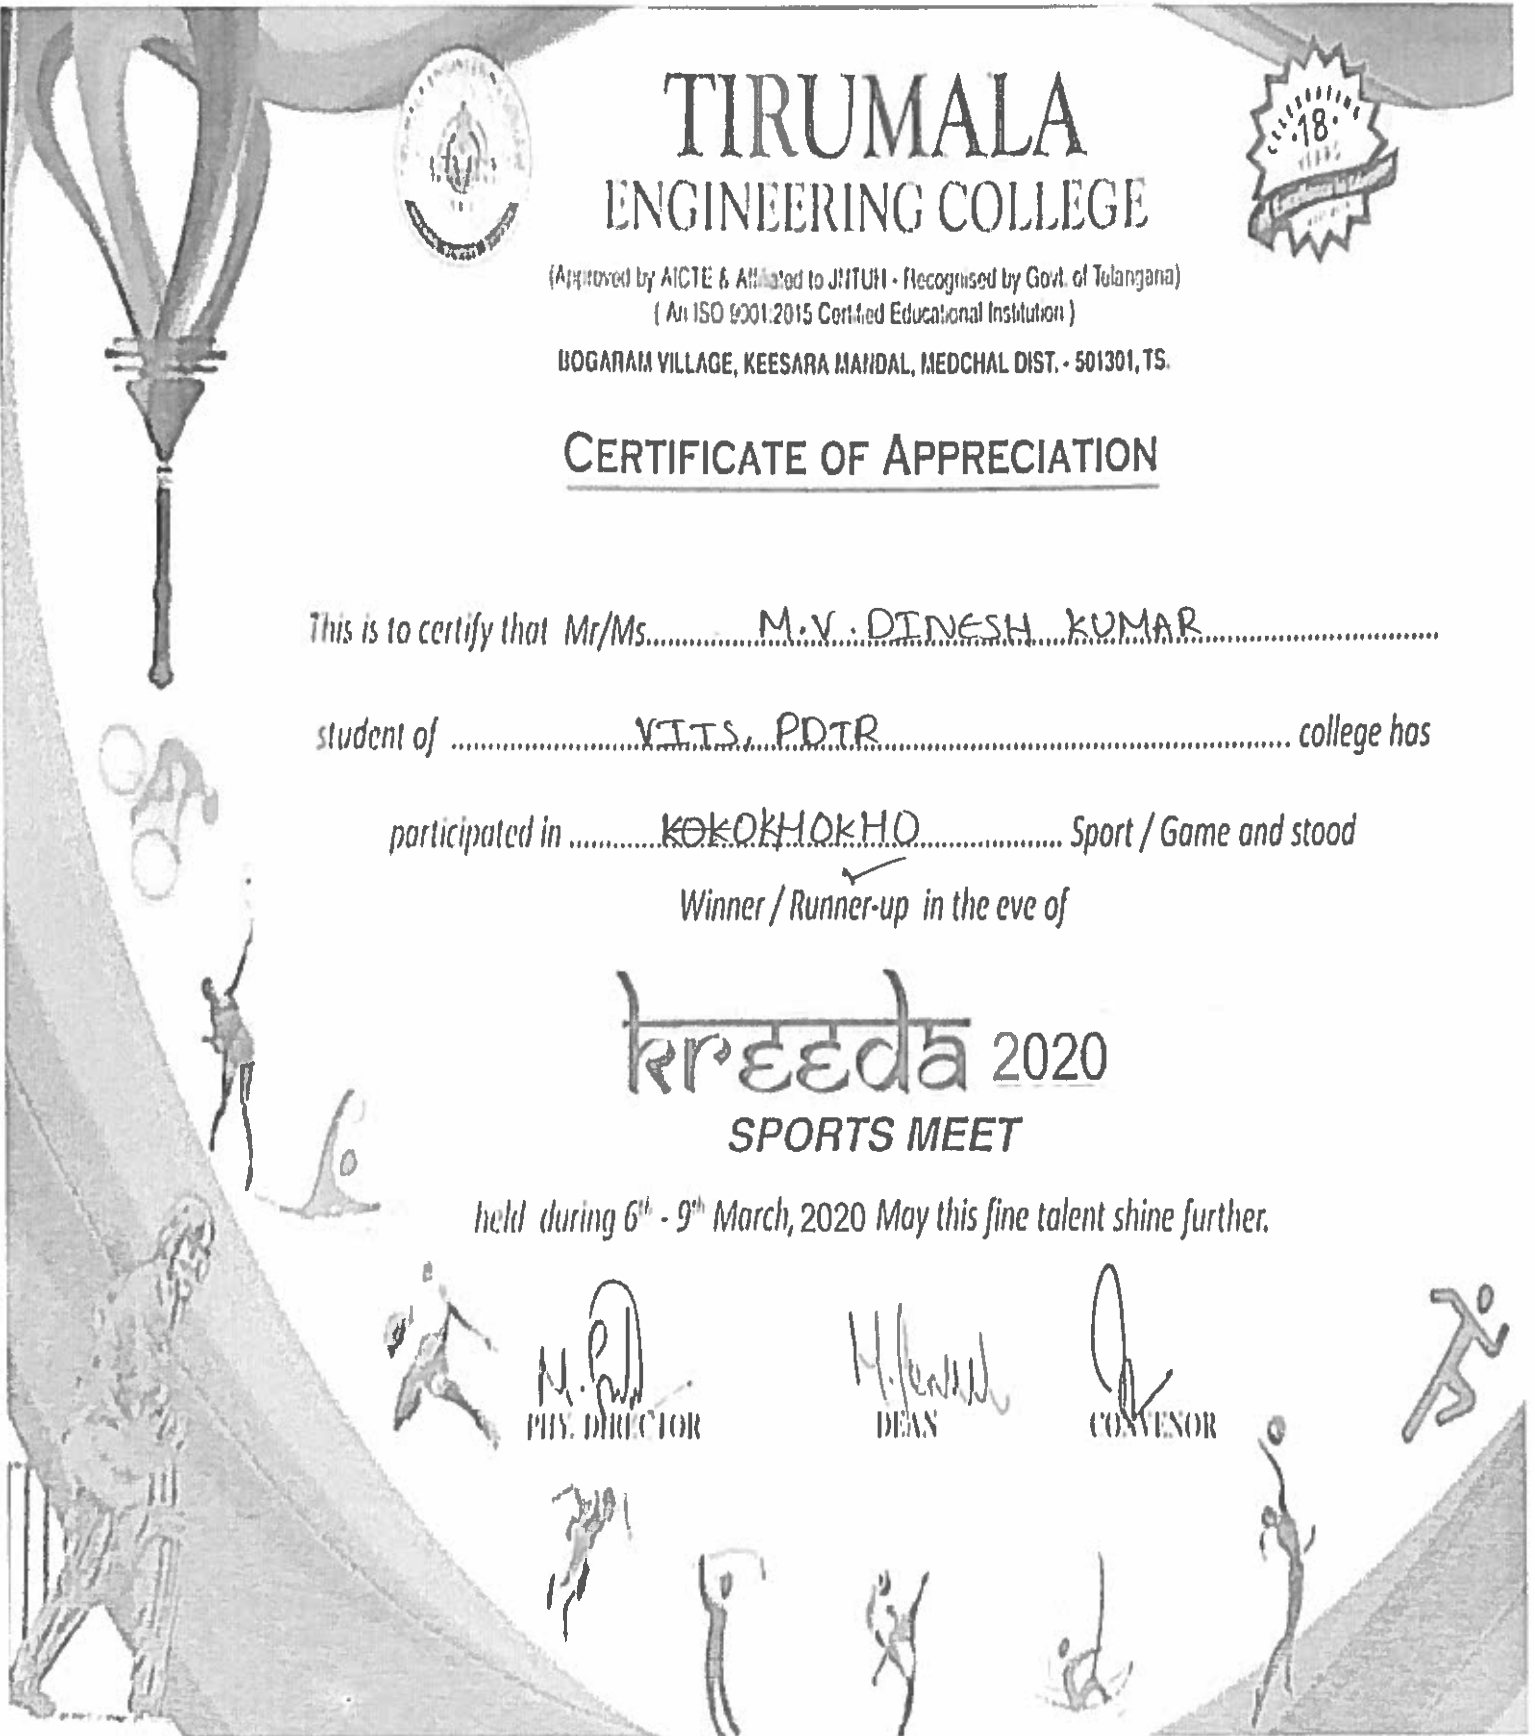 TIRUMALA
ENGINEERING COLLEGE
CELEBRATING
18
YEARS
(Approved by AICTE & Affiliated to JNTUH - Recognised by Govt. of Telangana)
( An ISO 9001:2015 Certified Educational Institution )
BOGARAM VILLAGE, KEESARA MANDAL, MEDCHAL DIST. - 501301, TS.
CERTIFICATE OF APPRECIATION
This is to certify that Mr/Ms. M.V. DINESH KUMAR
student of VITS, PDTR college has
participated in KHOKHO Sport / Game and stood
Winner / Runner-up in the eve of
kreeda 2020
SPORTS MEET
held during 6th - 9th March, 2020 May this fine talent shine further.
PHY. DIRECTOR DEAN CONVENOR